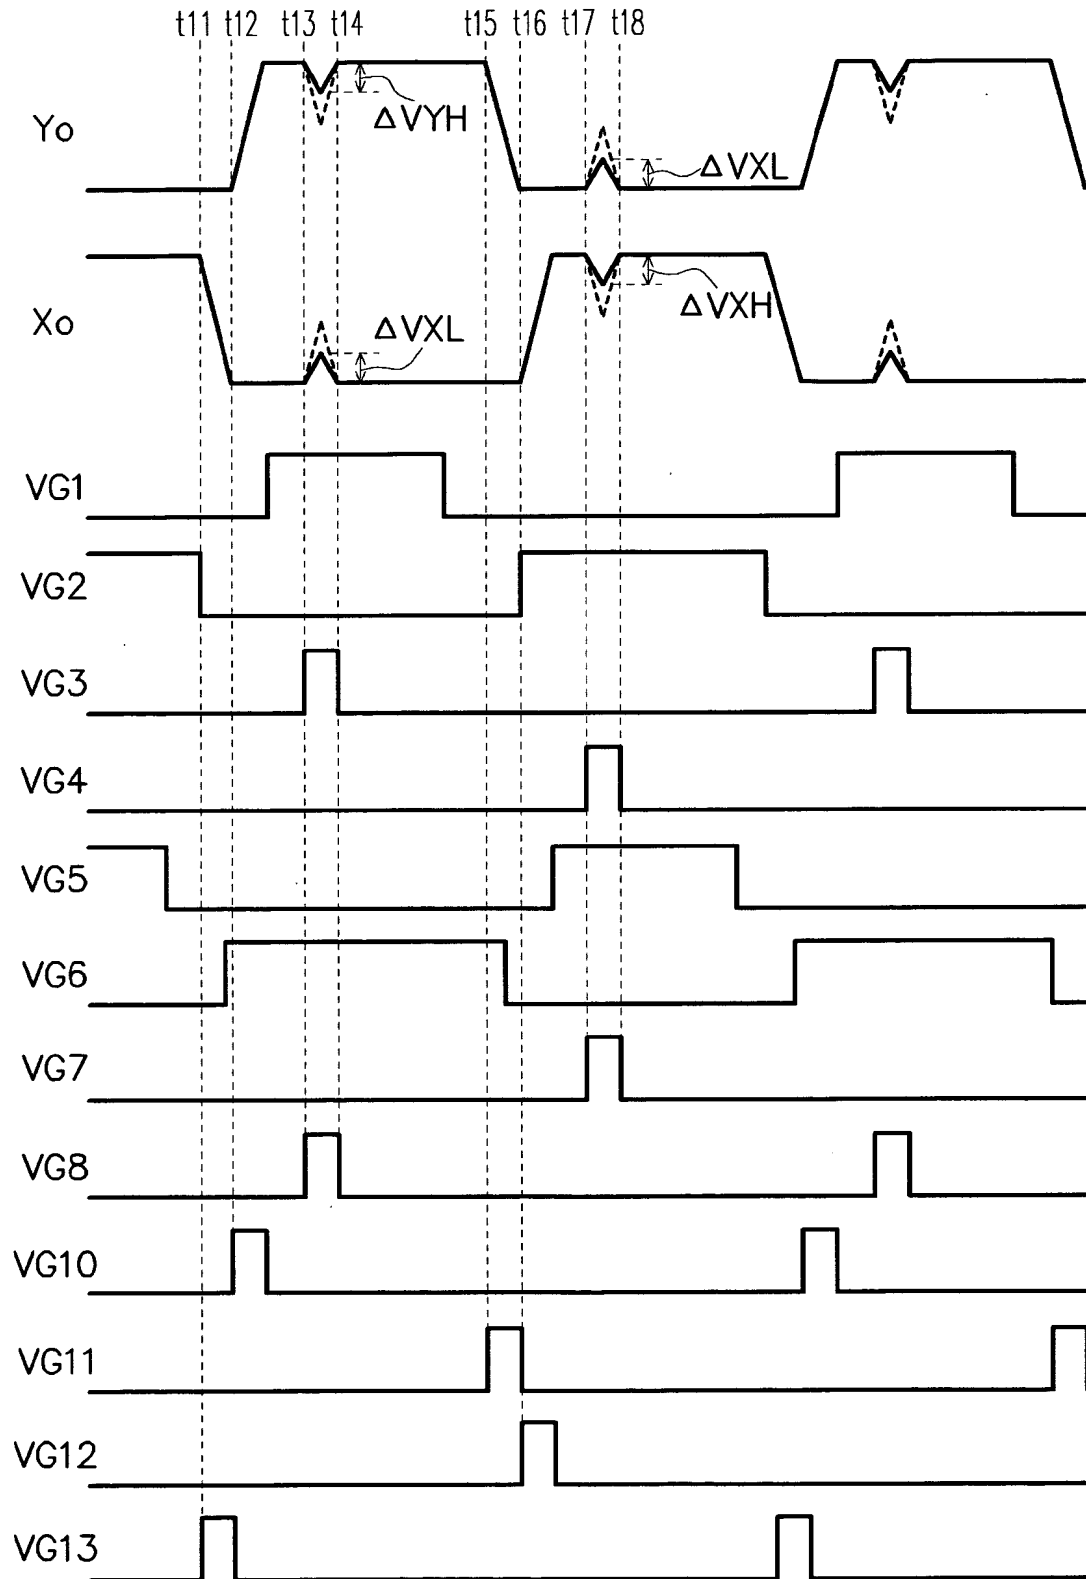 t11 t12 t13 t14 t15 t16 t17 t18
Yo
ΔVYH
ΔVXL
Xo
ΔVXL
ΔVXH
VG1
VG2
VG3
VG4
VG5
VG6
VG7
VG8
VG10
VG11
VG12
VG13